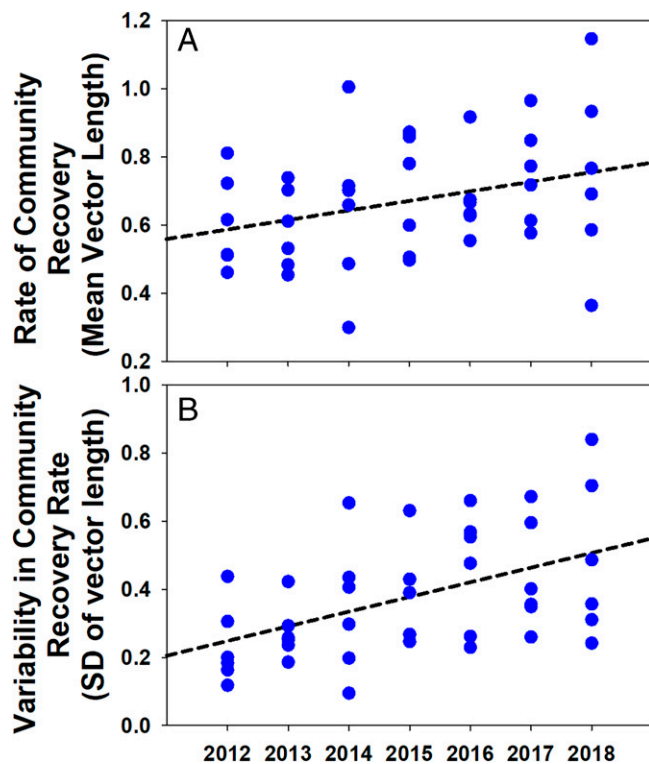 A
Rate of Community
Recovery
(Mean Vector Length)
1.2
1.0
0.8
0.6
0.4
0.2
B
Variability in Community
Recovery Rate
(SD of vector length)
1.0
0.8
0.6
0.4
0.2
0.0
2012 2013 2014 2015 2016 2017 2018